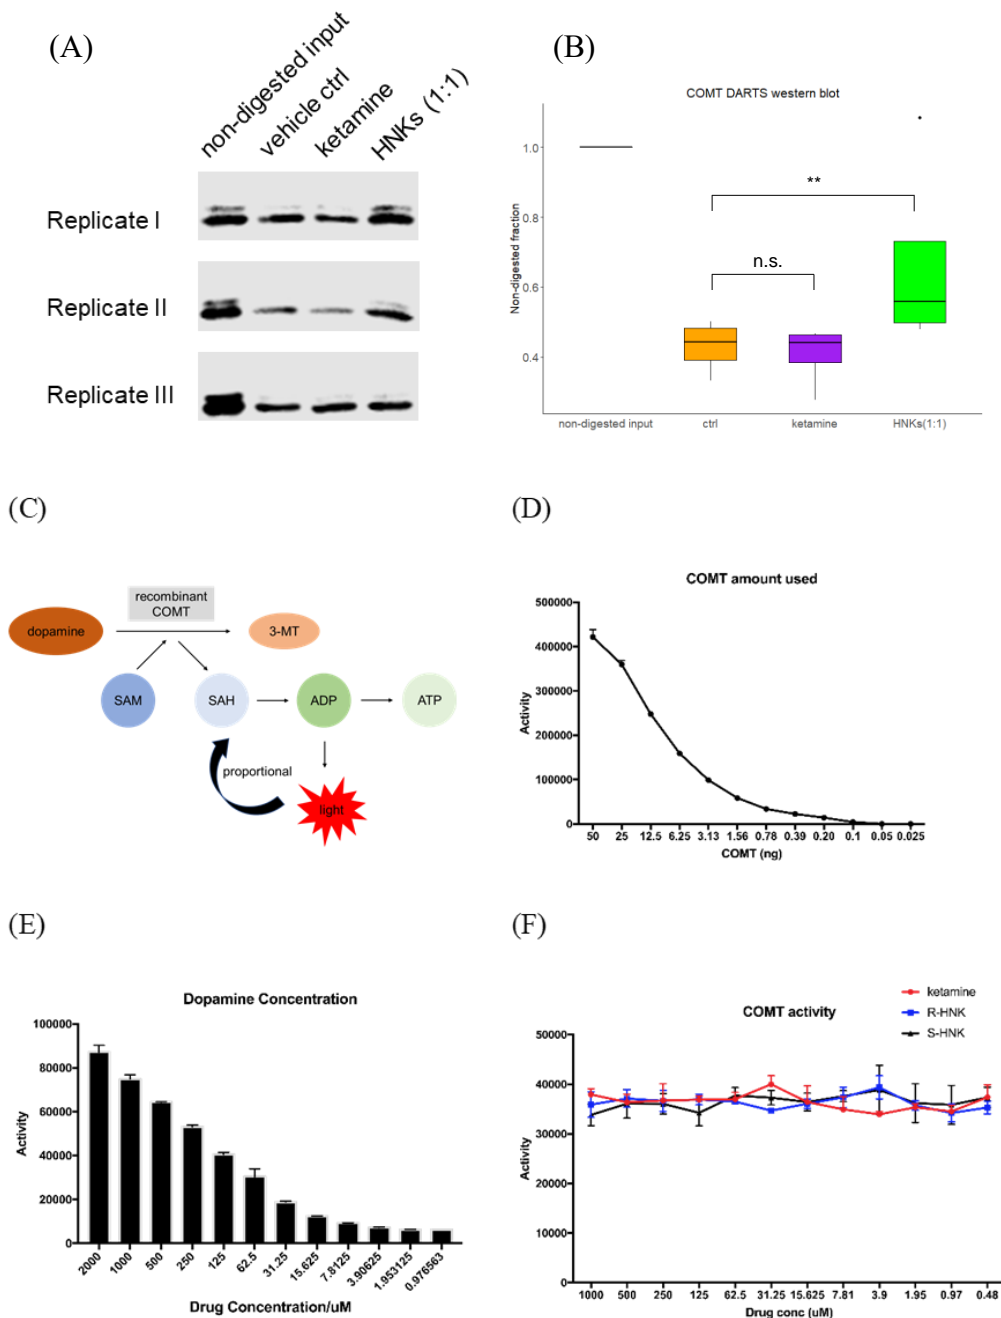 (A)
non-digested input
vehicle ctrl
ketamine
HNKs (1:1)
Replicate I
Replicate II
Replicate III
(B)
COMT DARTS western blot
Non-digested fraction
1.0
0.8
0.6
0.4
**
n.s.
non-digested input
ctrl
ketamine
HNKs(1:1)
(C)
recombinant
COMT
dopamine
3-MT
SAM
SAH
ADP
ATP
proportional
light
(D)
COMT amount used
Activity
500000
400000
300000
200000
100000
0
50 25 12.5 6.25 3.13 1.56 0.78 0.39 0.20 0.1 0.05 0.025
COMT (ng)
(E)
Dopamine Concentration
Activity
100000
80000
60000
40000
20000
0
2000 1000 500 250 125 62.5 31.25 15.625 7.8125 3.90625 1.953125 0.976563
Drug Concentration/uM
(F)
ketamine
R-HNK
S-HNK
COMT activity
Activity
50000
40000
30000
20000
10000
0
1000 500 250 125 62.5 31.25 15.625 7.81 3.9 1.95 0.97 0.48
Drug conc (uM)